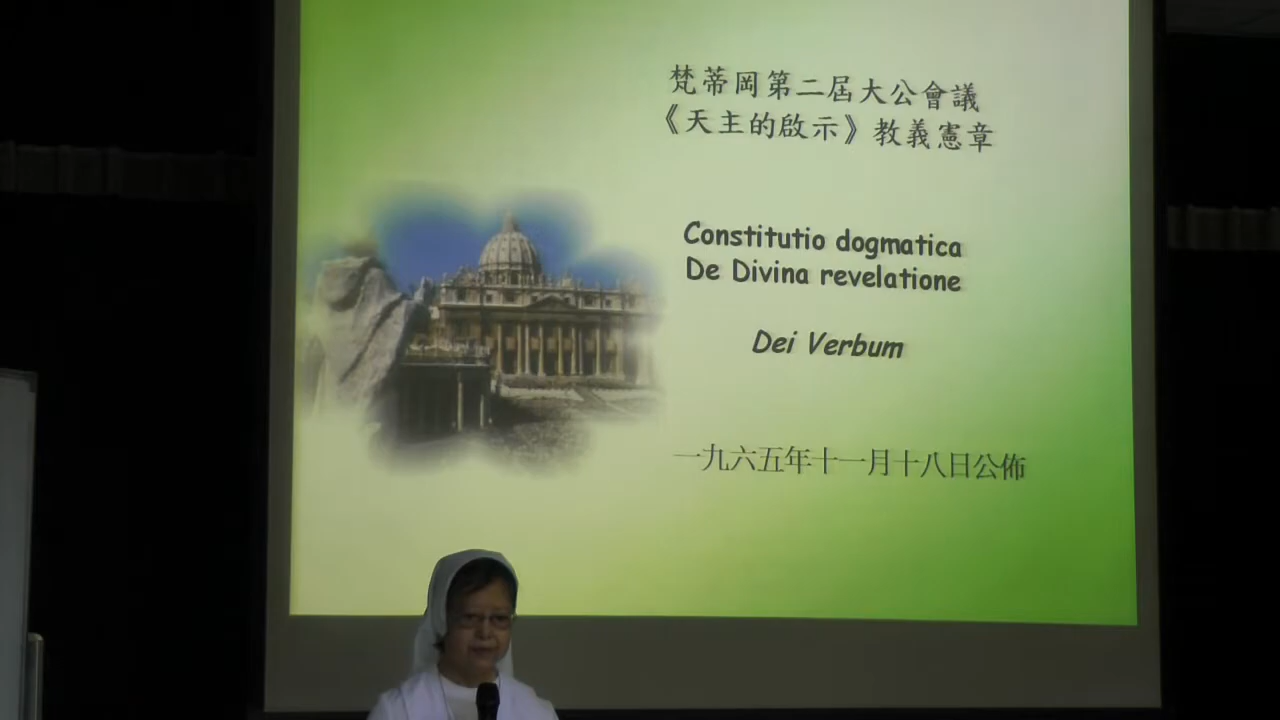 梵蒂岡第二屆大公會議
《天主的啟示》教義憲章
Constitutio dogmatica
De Divina revelatione
Dei Verbum
一九六五年十一月十八日公佈